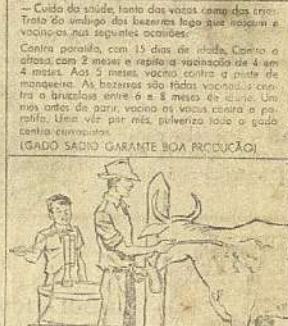 — Cuido da saúde, tanto das vacas como das crias.
Trato do umbigo dos bezerros logo que nascem e
vacino-os nas seguintes ocasiões:
Contra paratifo, com 15 dias de idade. Contra a
aftosa, com 2 meses e repito a vacinação de 4 em
4 meses. Aos 5 meses, vacino contra a peste de
manqueira. As bezerras são tôdas vacinadas con-
tra a brucelose entre 6 e 8 meses de idade. Um
mês antes de parir, vacino as vacas contra o pa-
ratifo. Uma vêz por mês, pulverizo todo o gado
contra carrapatos.
(GADO SADIO GARANTE BOA PRODUÇÃO)